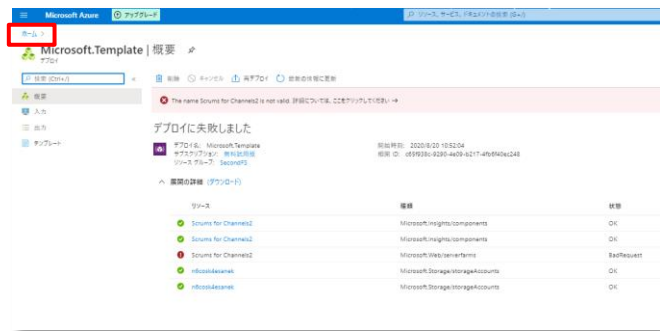 Microsoft Azure アップグレード リソース、サービス、ドキュメントの検索 (G+/)
ホーム >
Microsoft.Template | 概要
デプロイ
検索 (Ctrl+/) «
削除 キャンセル 再デプロイ 最新の情報に更新
概要
The name Scrums for Channels2 is not valid. 詳細については、ここをクリックしてください →
入力
出力
テンプレート
デプロイに失敗しました
デプロイ名: Microsoft.Template
サブスクリプション: 無料試用版
リソース グループ: SecondFS
開始時刻: 2020/8/20 10:52:04
相関 ID:
展開の詳細 (ダウンロード)
リソース 種類 状態
Scrums for Channels2 Microsoft.Insights/components OK
Scrums for Channels2 Microsoft.Insights/components OK
Scrums for Channels2 Microsoft.Web/serverfarms BadRequest
Microsoft.Storage/storageAccounts OK
Microsoft.Storage/storageAccounts OK